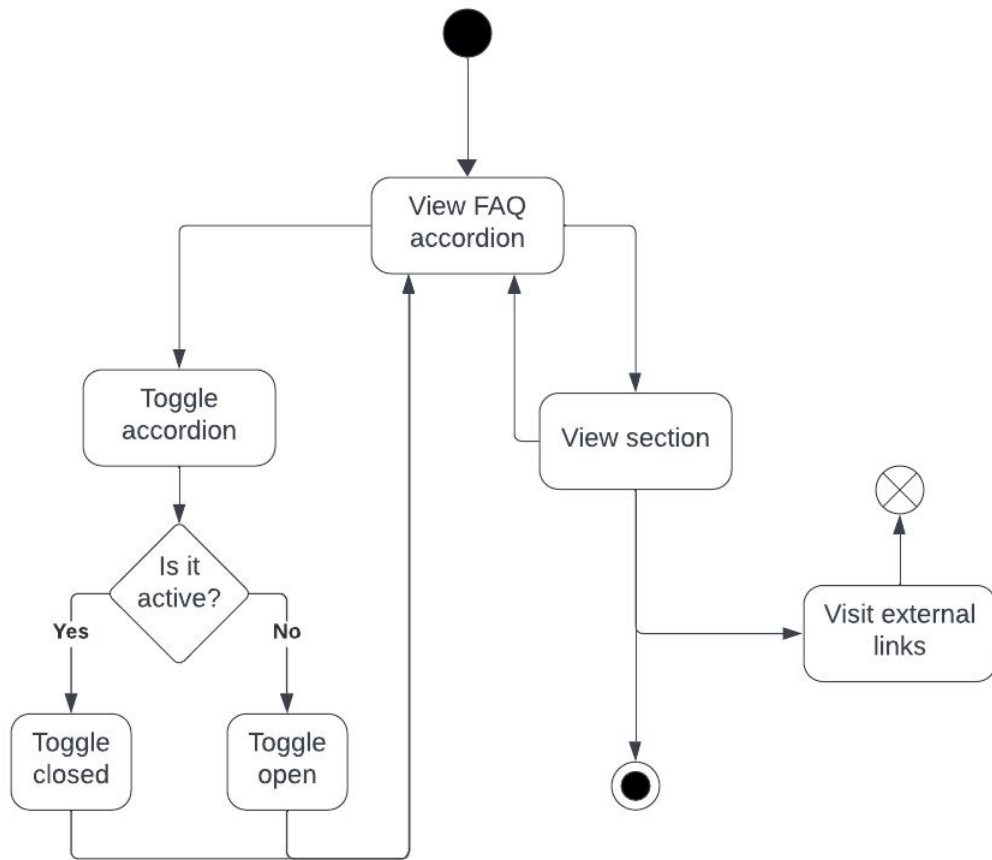 View FAQ
accordion
Toggle
accordion
View section
Is it
active?
Yes
No
Visit external
links
Toggle
closed
Toggle
open